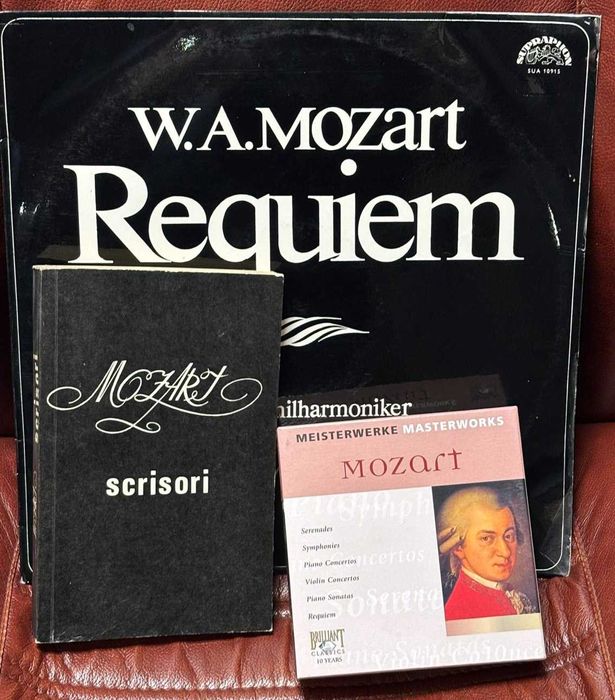 SUPRAPHON
SUA 10915
W.A.Mozart
Requiem
ilharmoniker
scrisori
MOZART
scrisori
MEISTERWERKE MASTERWORKS
MOZART
Serenades
Symphonies
Piano Concertos
Violin Concertos
Piano Sonatas
Requiem
BRILLIANT
CLASSICS
10 YEARS